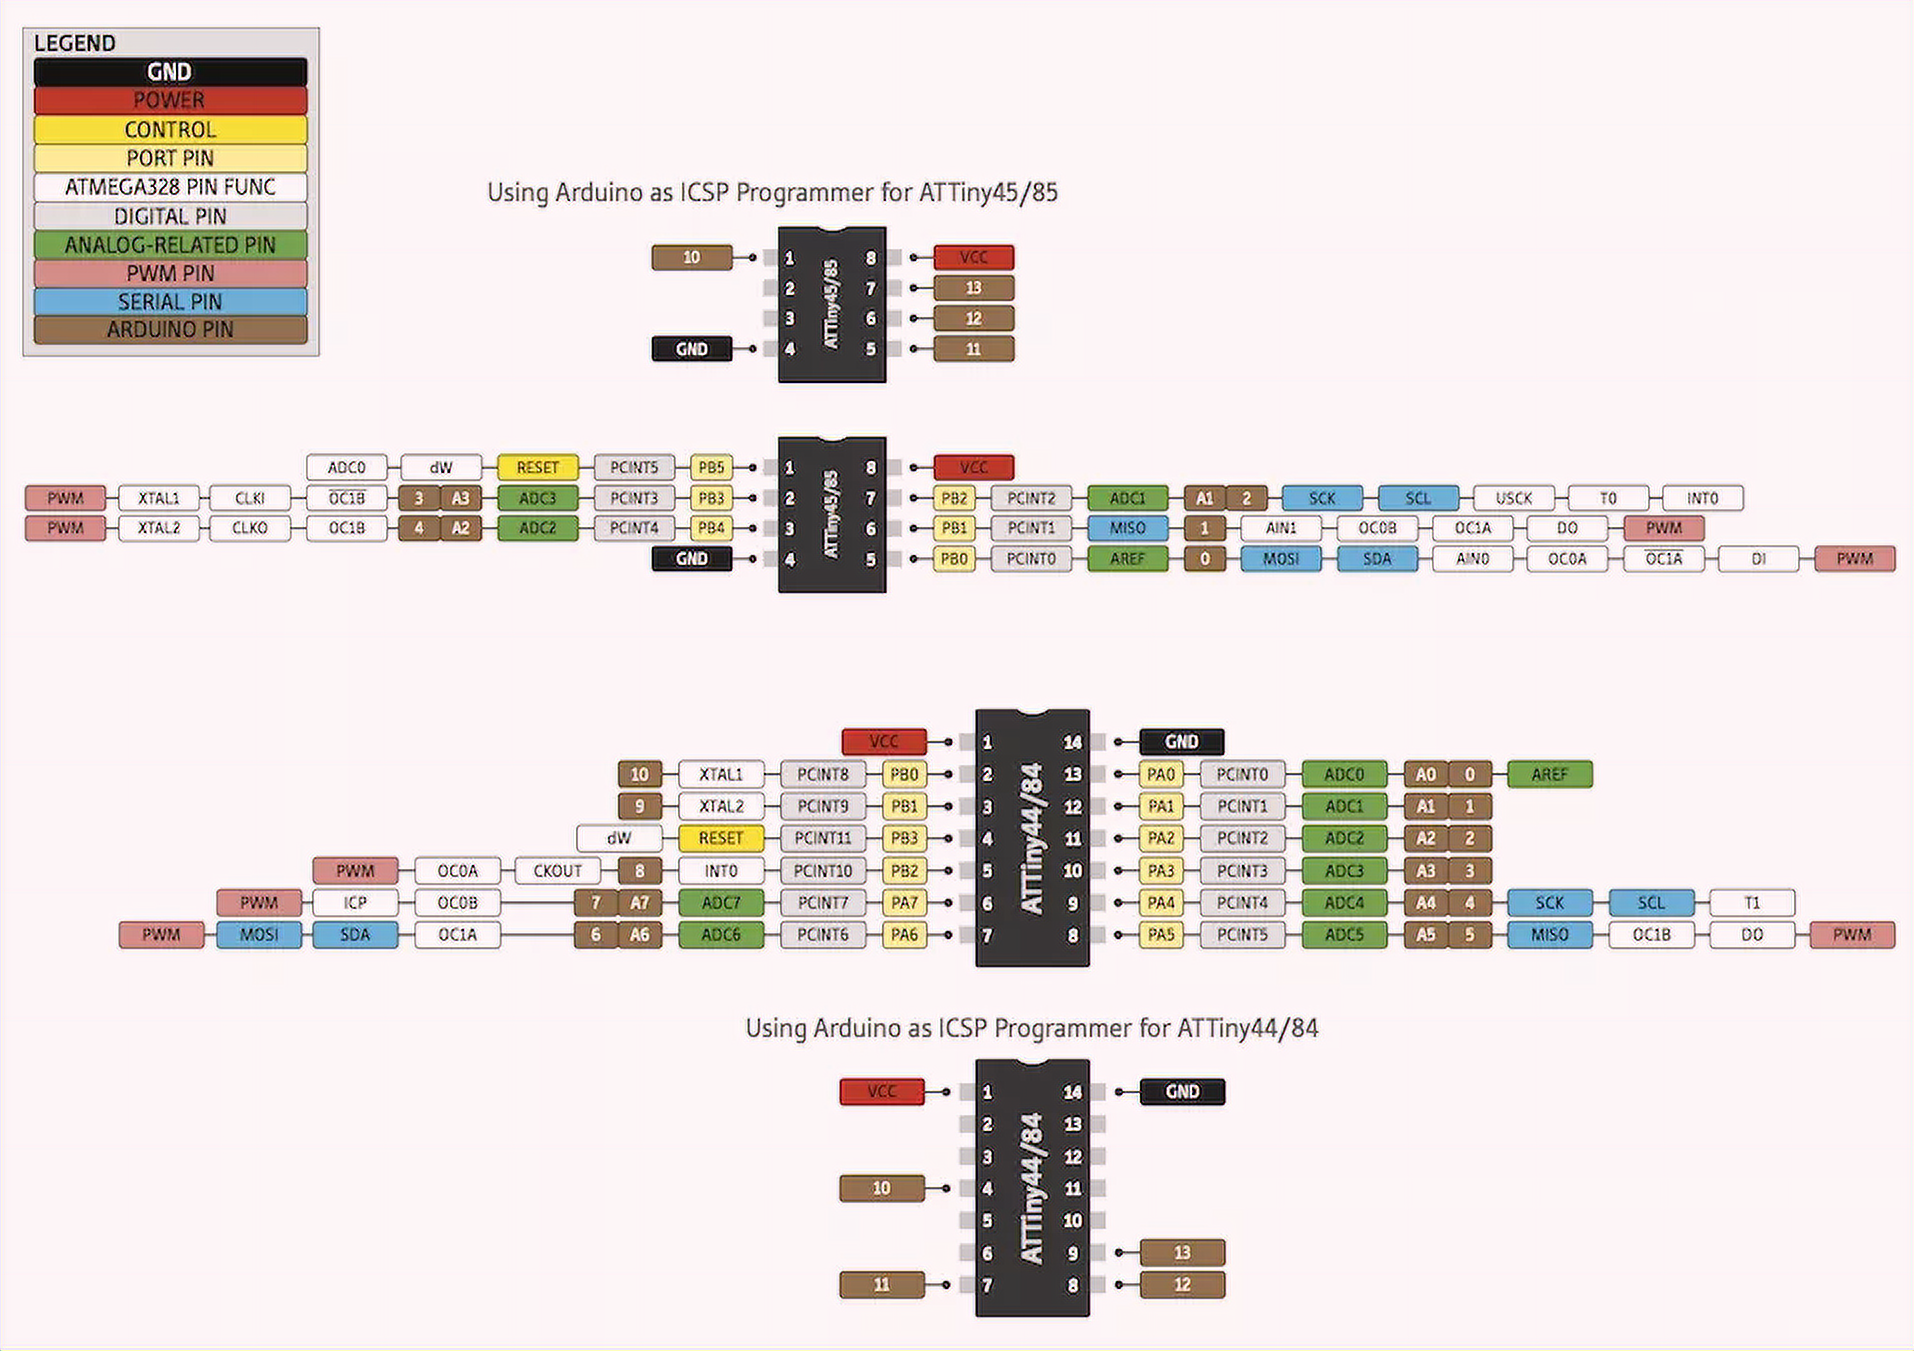 LEGEND
GND
POWER
CONTROL
PORT PIN
ATMEGA328 PIN FUNC
DIGITAL PIN
ANALOG-RELATED PIN
PWM PIN
SERIAL PIN
ARDUINO PIN
Using Arduino as ICSP Programmer for ATTiny45/85
10 1 8 VCC
2 7 13
3 6 12
GND 4 5 11
ATTiny45/85
ADC0 dW RESET PCINT5 PB5 1 8 VCC
PWM XTAL1 CLKI OC1B 3 A3 ADC3 PCINT3 PB3 2 7 PB2 PCINT2 ADC1 A1 2 SCK SCL USCK T0 INT0
PWM XTAL2 CLKO OC1B 4 A2 ADC2 PCINT4 PB4 3 6 PB1 PCINT1 MISO 1 AIN1 OC0B OC1A DO PWM
GND 4 5 PB0 PCINT0 AREF 0 MOSI SDA AIN0 OC0A OC1A DI PWM
ATTiny45/85
VCC 1 14 GND
10 XTAL1 PCINT8 PB0 2 13 PA0 PCINT0 ADC0 A0 0 AREF
9 XTAL2 PCINT9 PB1 3 12 PA1 PCINT1 ADC1 A1 1
dW RESET PCINT11 PB3 4 11 PA2 PCINT2 ADC2 A2 2
PWM OC0A CKOUT 8 INT0 PCINT10 PB2 5 10 PA3 PCINT3 ADC3 A3 3
PWM ICP OC0B 7 A7 ADC7 PCINT7 PA7 6 9 PA4 PCINT4 ADC4 A4 4 SCK SCL T1
PWM MOSI SDA OC1A 6 A6 ADC6 PCINT6 PA6 7 8 PA5 PCINT5 ADC5 A5 5 MISO OC1B DO PWM
ATTiny44/84
Using Arduino as ICSP Programmer for ATTiny44/84
VCC 1 14 GND
2 13
3 12
10 4 11
5 10
6 9 13
11 7 8 12
ATTiny44/84